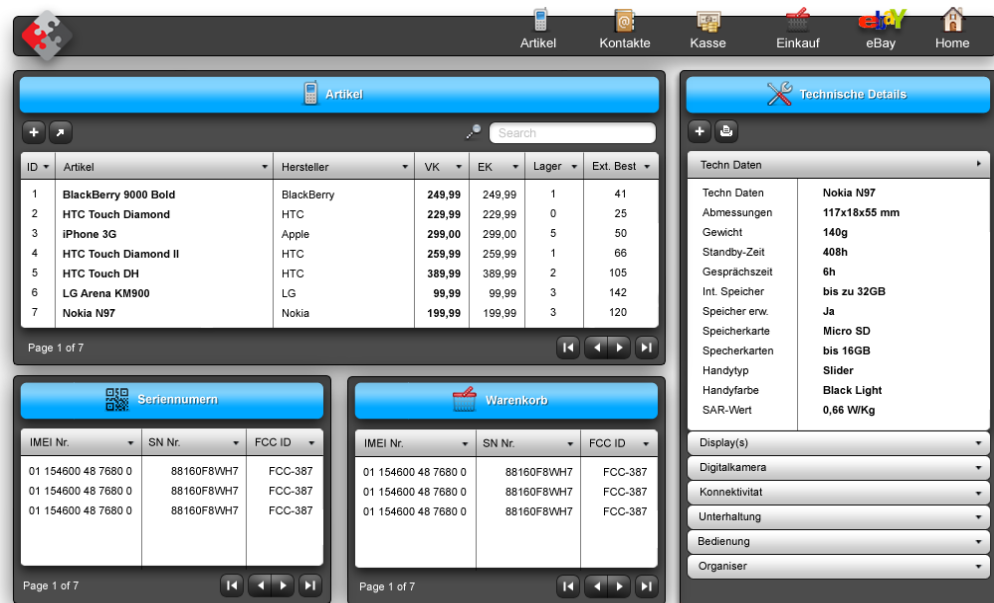 Artikel Kontakte Kasse Einkauf eBay Home
Artikel
Search
ID Artikel Hersteller VK EK Lager Ext. Best
1 BlackBerry 9000 Bold BlackBerry 249,99 249,99 1 41
2 HTC Touch Diamond HTC 229,99 229,99 0 25
3 iPhone 3G Apple 299,00 299,00 5 50
4 HTC Touch Diamond II HTC 259,99 259,99 1 66
5 HTC Touch DH HTC 389,99 389,99 2 105
6 LG Arena KM900 LG 99,99 99,99 3 142
7 Nokia N97 Nokia 199,99 199,99 3 120
Page 1 of 7
Seriennumern
IMEI Nr. SN Nr. FCC ID
01 154600 48 7680 0 88160F8WH7 FCC-387
01 154600 48 7680 0 88160F8WH7 FCC-387
01 154600 48 7680 0 88160F8WH7 FCC-387
Page 1 of 7
Warenkorb
IMEI Nr. SN Nr. FCC ID
01 154600 48 7680 0 88160F8WH7 FCC-387
01 154600 48 7680 0 88160F8WH7 FCC-387
01 154600 48 7680 0 88160F8WH7 FCC-387
Page 1 of 7
Technische Details
Techn Daten
Techn Daten Nokia N97
Abmessungen 117x18x55 mm
Gewicht 140g
Standby-Zeit 408h
Gesprächszeit 6h
Int. Speicher bis zu 32GB
Speicher erw. Ja
Speicherkarte Micro SD
Specherkarten bis 16GB
Handytyp Slider
Handyfarbe Black Light
SAR-Wert 0,66 W/Kg
Display(s)
Digitalkamera
Konnektivitat
Unterhaltung
Bedienung
Organiser